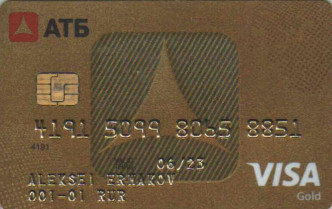 АТБ
4191 5099 8065 8851
4191
06/23
ALEKSEI ERMAKOV
001-01 RUR
VISA
Gold